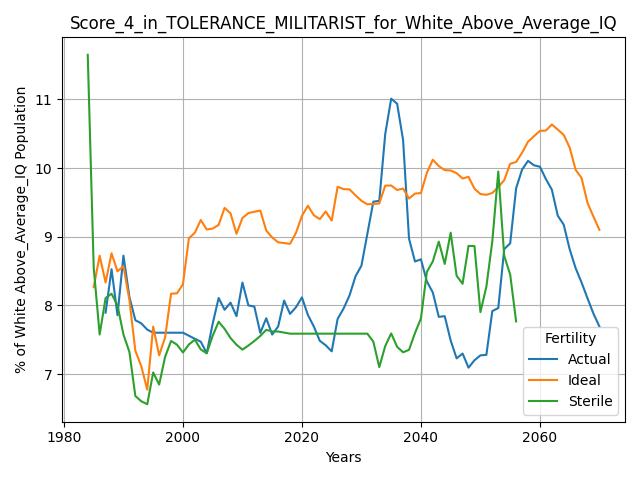 Score_4_in_TOLERANCE_MILITARIST_for_White_Above_Average_IQ
% of White Above_Average_IQ Population
11
10
9
8
7
1980
2000
2020
2040
2060
Years
Fertility
Actual
Ideal
Sterile